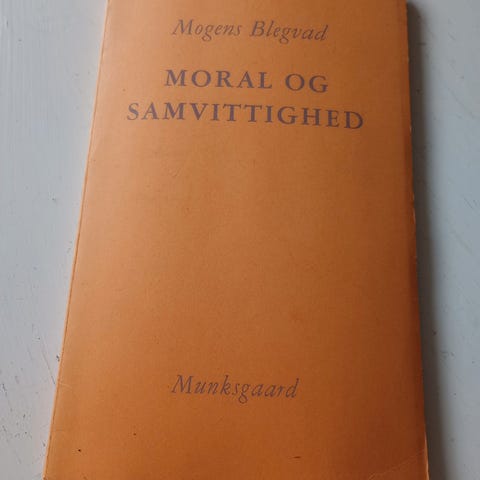 Mogens Blegvad
MORAL OG
SAMVITTIGHED
Munksgaard